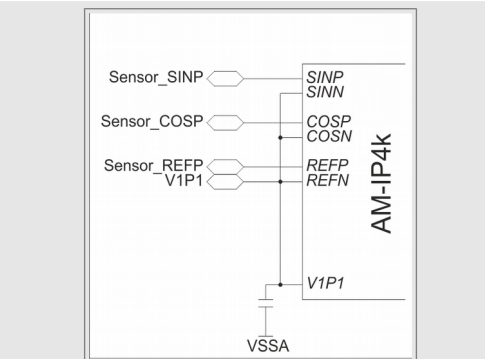 Sensor_SINP SINP
SINN
Sensor_COSP COSP
COSN
Sensor_REFP REFP
V1P1 REFN
AM-IP4k
V1P1
VSSA